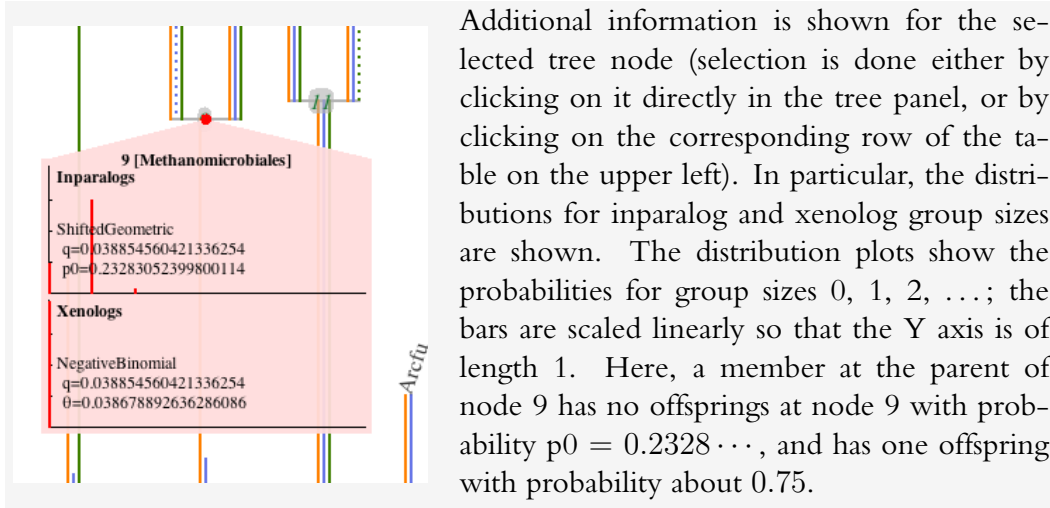 11
9 [Methanomicrobiales]
Inparalogs
ShiftedGeometric
q=0.038854560421336254
p0=0.23283052399800114
Xenologs
NegativeBinomial
q=0.038854560421336254
θ=0.038678892636286086
Arcfu
Additional information is shown for the se-
lected tree node (selection is done either by
clicking on it directly in the tree panel, or by
clicking on the corresponding row of the ta-
ble on the upper left). In particular, the distri-
butions for inparalog and xenolog group sizes
are shown. The distribution plots show the
probabilities for group sizes 0, 1, 2, ...; the
bars are scaled linearly so that the Y axis is of
length 1. Here, a member at the parent of
node 9 has no offsprings at node 9 with prob-
ability p0 = 0.2328 ···, and has one offspring
with probability about 0.75.